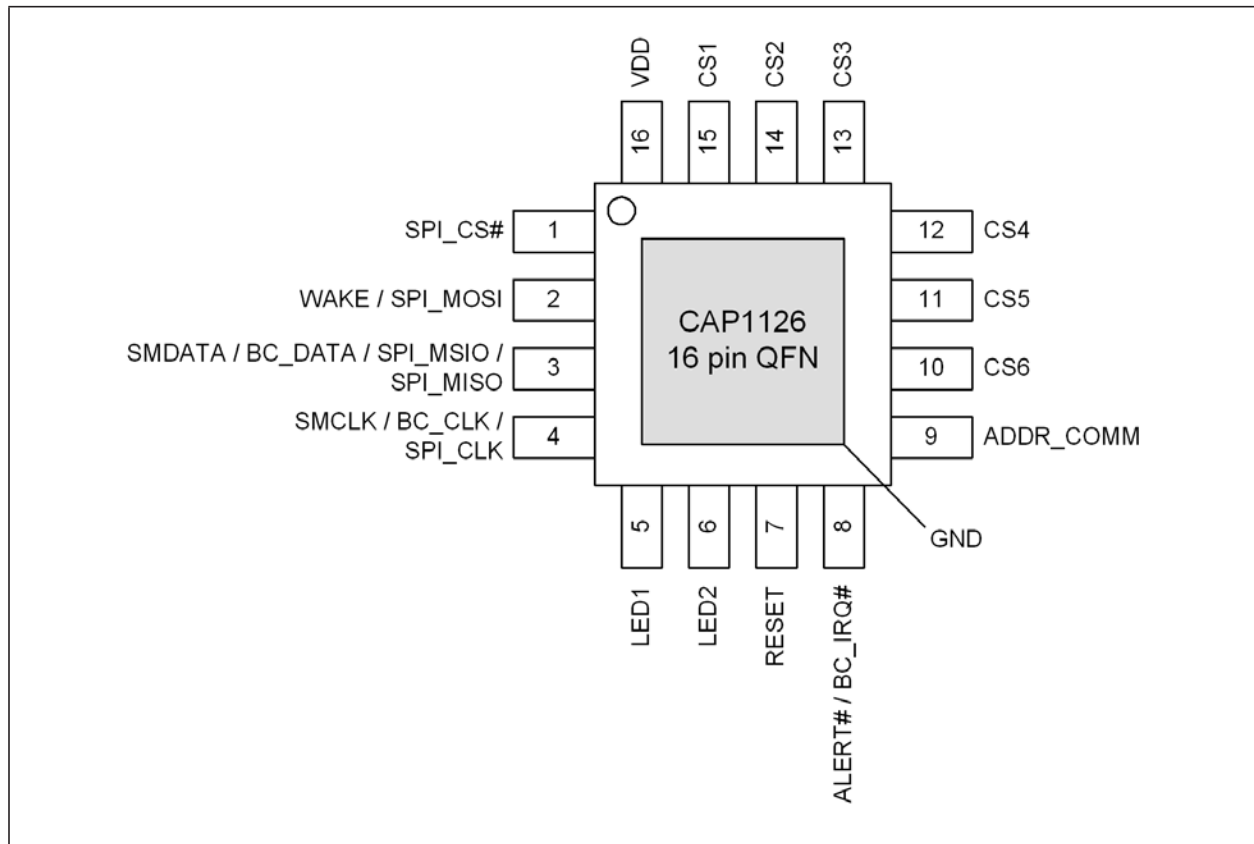 VDD
CS1
CS2
CS3
16
15
14
13
SPI_CS#
1
12
CS4
WAKE / SPI_MOSI
2
11
CS5
CAP1126
16 pin QFN
SMDATA / BC_DATA / SPI_MSIO /
SPI_MISO
3
10
CS6
SMCLK / BC_CLK /
SPI_CLK
4
9
ADDR_COMM
GND
5
6
7
8
LED1
LED2
RESET
ALERT# / BC_IRQ#